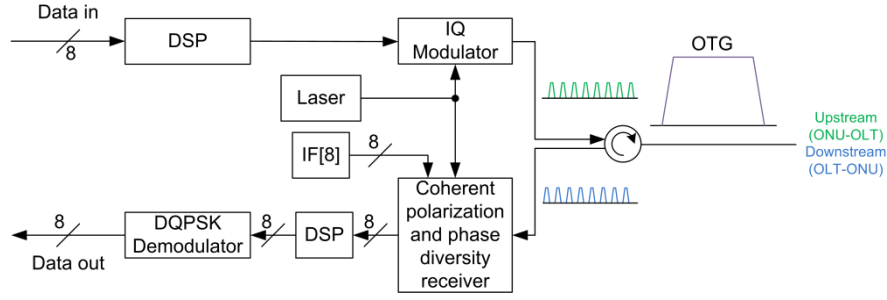 Data in
8
DSP
IQ
Modulator
OTG
Laser
Upstream
(ONU-OLT)
Downstream
(OLT-ONU)
IF[8]
8
Coherent
polarization
and phase
diversity
receiver
8
DSP
8
DQPSK
Demodulator
8
Data out